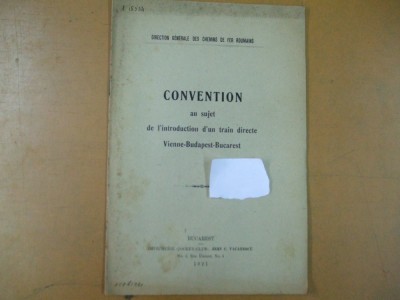 DIRECTION GÉNÉRALE DES CHEMINS DE FER ROUMAINS
CONVENTION
au sujet
de l'introduction d'un train directe
Vienne-Budapest-Bucarest
BUCAREST
1921